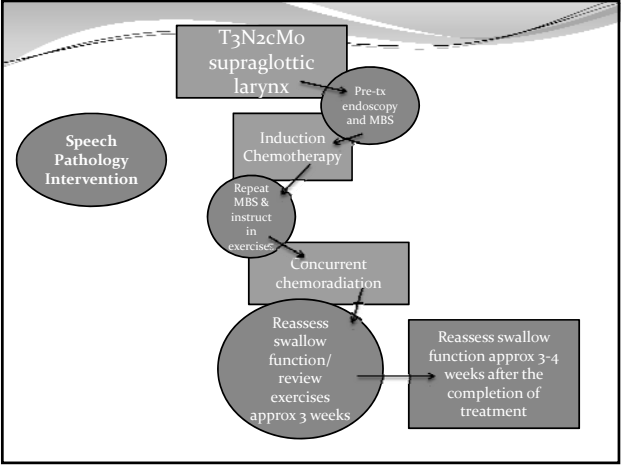 T3N2cM0
supraglottic
larynx
Pre-tx
endoscopy
and MBS
Speech
Pathology
Intervention
Induction
Chemotherapy
Repeat
MBS &
instruct
in
exercises
Concurrent
chemoradiation
Reassess
swallow
function/
review
exercises
approx 3 weeks
Reassess swallow
function approx 3-4
weeks after the
completion of
treatment